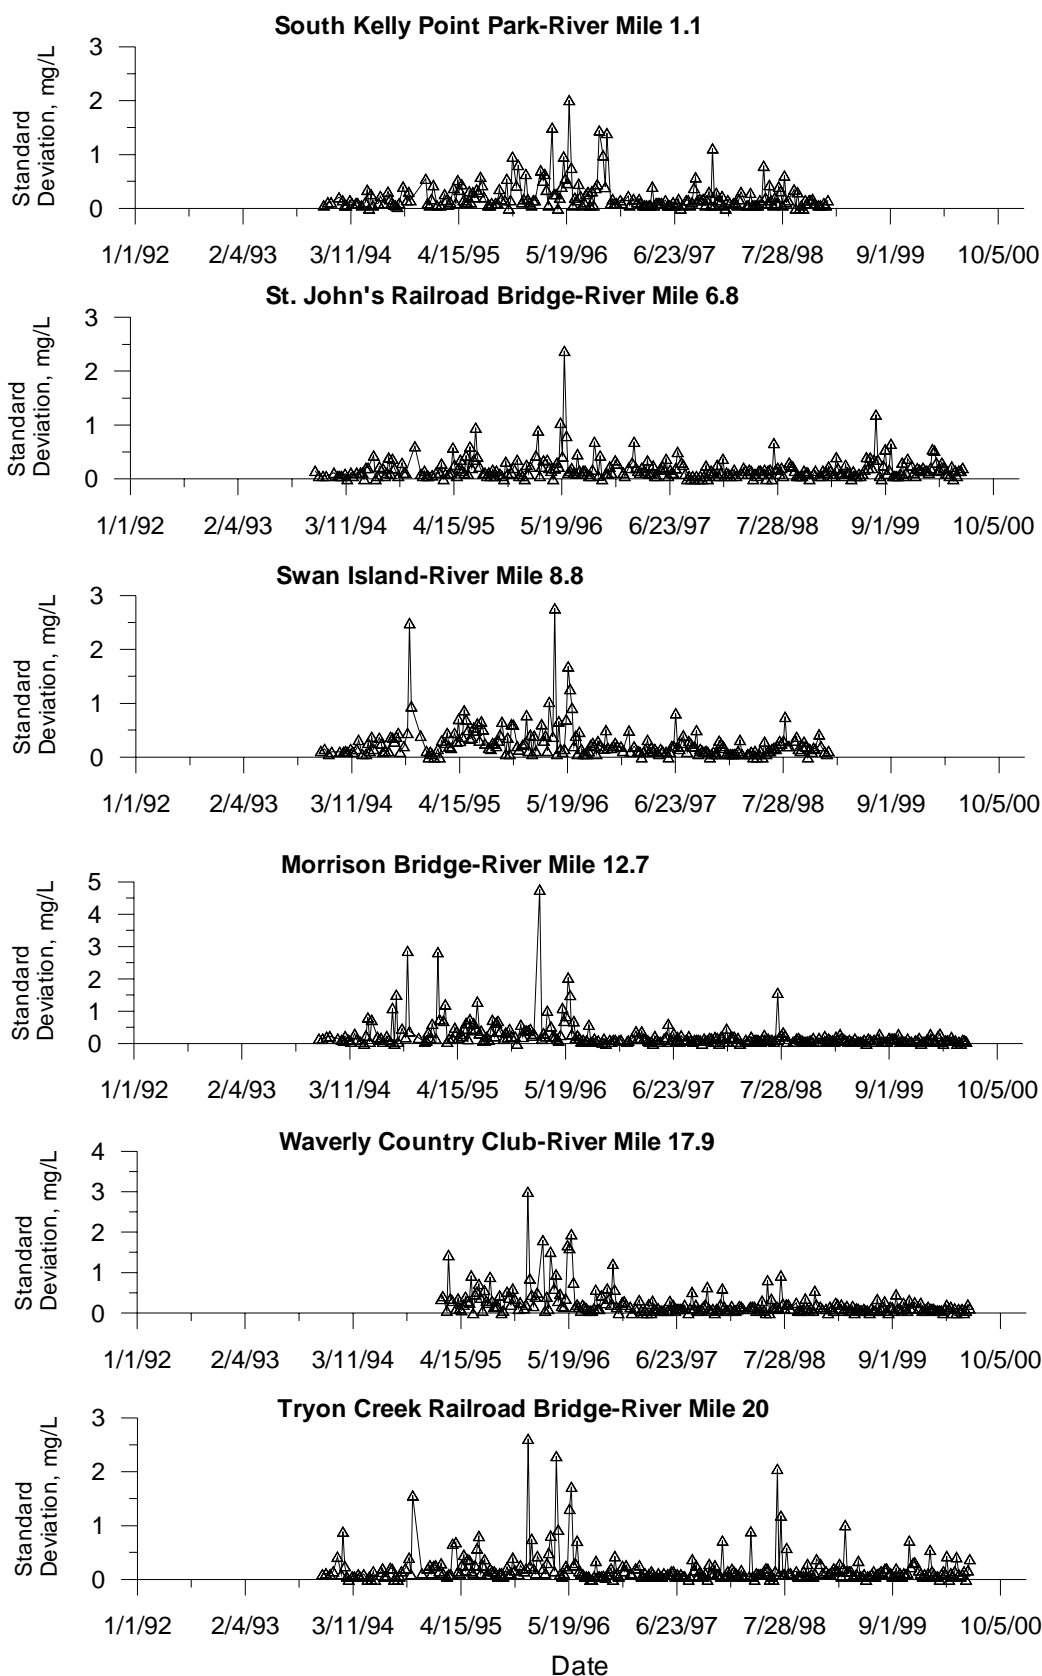 South Kelly Point Park-River Mile 1.1
Standard
Deviation, mg/L
3
2
1
0
1/1/92 2/4/93 3/11/94 4/15/95 5/19/96 6/23/97 7/28/98 9/1/99 10/5/00
St. John's Railroad Bridge-River Mile 6.8
Standard
Deviation, mg/L
3
2
1
0
1/1/92 2/4/93 3/11/94 4/15/95 5/19/96 6/23/97 7/28/98 9/1/99 10/5/00
Swan Island-River Mile 8.8
Standard
Deviation, mg/L
3
2
1
0
1/1/92 2/4/93 3/11/94 4/15/95 5/19/96 6/23/97 7/28/98 9/1/99 10/5/00
Morrison Bridge-River Mile 12.7
Standard
Deviation, mg/L
5
4
3
2
1
0
1/1/92 2/4/93 3/11/94 4/15/95 5/19/96 6/23/97 7/28/98 9/1/99 10/5/00
Waverly Country Club-River Mile 17.9
Standard
Deviation, mg/L
4
3
2
1
0
1/1/92 2/4/93 3/11/94 4/15/95 5/19/96 6/23/97 7/28/98 9/1/99 10/5/00
Tryon Creek Railroad Bridge-River Mile 20
Standard
Deviation, mg/L
3
2
1
0
1/1/92 2/4/93 3/11/94 4/15/95 5/19/96 6/23/97 7/28/98 9/1/99 10/5/00
Date